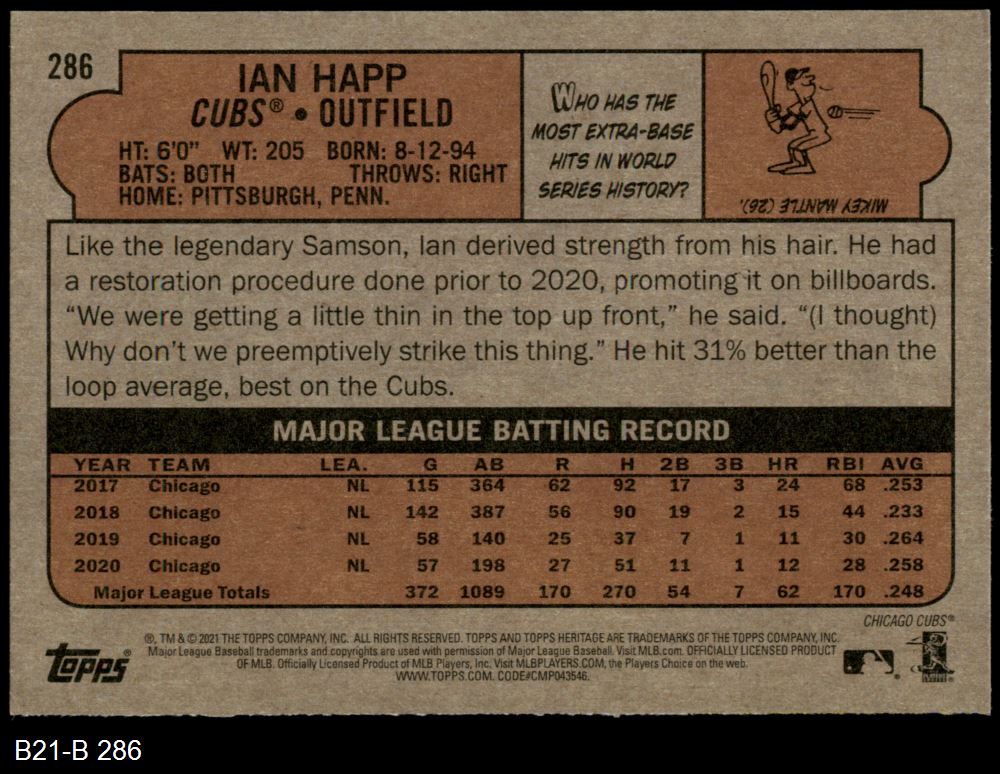 286
IAN HAPP
CUBS® • OUTFIELD
HT: 6'0" WT: 205 BORN: 8-12-94
BATS: BOTH THROWS: RIGHT
HOME: PITTSBURGH, PENN.
WHO HAS THE
MOST EXTRA-BASE
HITS IN WORLD
SERIES HISTORY?
MIKEY MANTLE (26).
Like the legendary Samson, Ian derived strength from his hair. He had
a restoration procedure done prior to 2020, promoting it on billboards.
“We were getting a little thin in the top up front,” he said. “(I thought)
Why don’t we preemptively strike this thing.” He hit 31% better than the
loop average, best on the Cubs.
MAJOR LEAGUE BATTING RECORD
YEAR TEAM LEA. G AB R H 2B 3B HR RBI AVG
2017 Chicago NL 115 364 62 92 17 3 24 68 .253
2018 Chicago NL 142 387 56 90 19 2 15 44 .233
2019 Chicago NL 58 140 25 37 7 1 11 30 .264
2020 Chicago NL 57 198 27 51 11 1 12 28 .258
Major League Totals 372 1089 170 270 54 7 62 170 .248
CHICAGO CUBS®
topps®
®, TM & © 2021 THE TOPPS COMPANY, INC. ALL RIGHTS RESERVED. TOPPS AND TOPPS HERITAGE ARE TRADEMARKS OF THE TOPPS COMPANY, INC.
Major League Baseball trademarks and copyrights are used with permission of Major League Baseball. Visit MLB.com. OFFICIALLY LICENSED PRODUCT
OF MLB. Officially Licensed Product of MLB Players, Inc. Visit MLBPLAYERS.COM, the Players Choice on the web.
WWW.TOPPS.COM. CODE#CMP043546.
B21-B 286